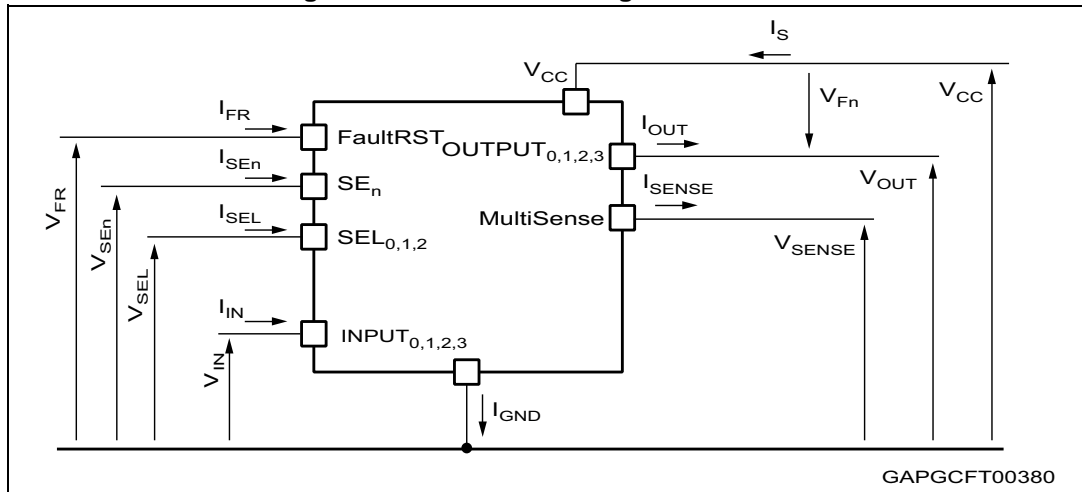 I_S
V_CC
V_Fn
V_CC
I_FR
FaultRST
OUTPUT_0,1,2,3
I_OUT
V_FR
I_SEn
SE_n
V_OUT
V_SEn
I_SENSE
MultiSense
I_SEL
SEL_0,1,2
V_SENSE
V_SEL
I_IN
INPUT_0,1,2,3
V_IN
I_GND
GAPGCFT00380